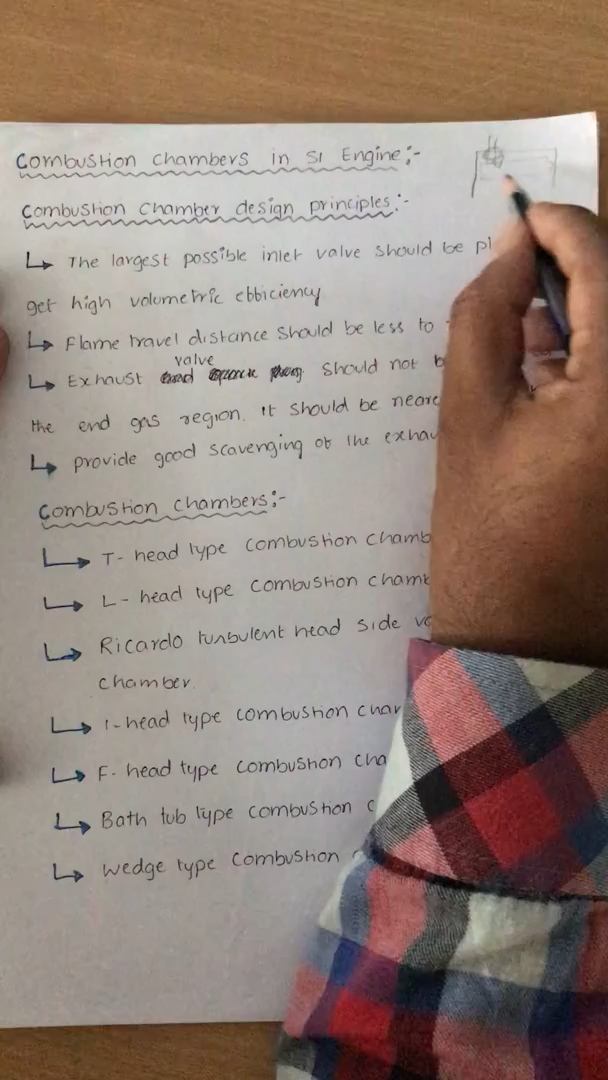 Combustion chambers in SI Engine:-
Combustion chamber design principles:-
The largest possible inlet valve should be
get high volumetric efficiency
Flame travel distance should be less to
valve
Exhaust should not
the end gas region. it should be
provide good scavenging of the
Combustion chambers:-
T- head type combustion
L- head type combustion
Ricardo turbulent head side
chamber.
I-head type combustion
F- head type combustion
Bath tub type combustion
Wedge type combustion